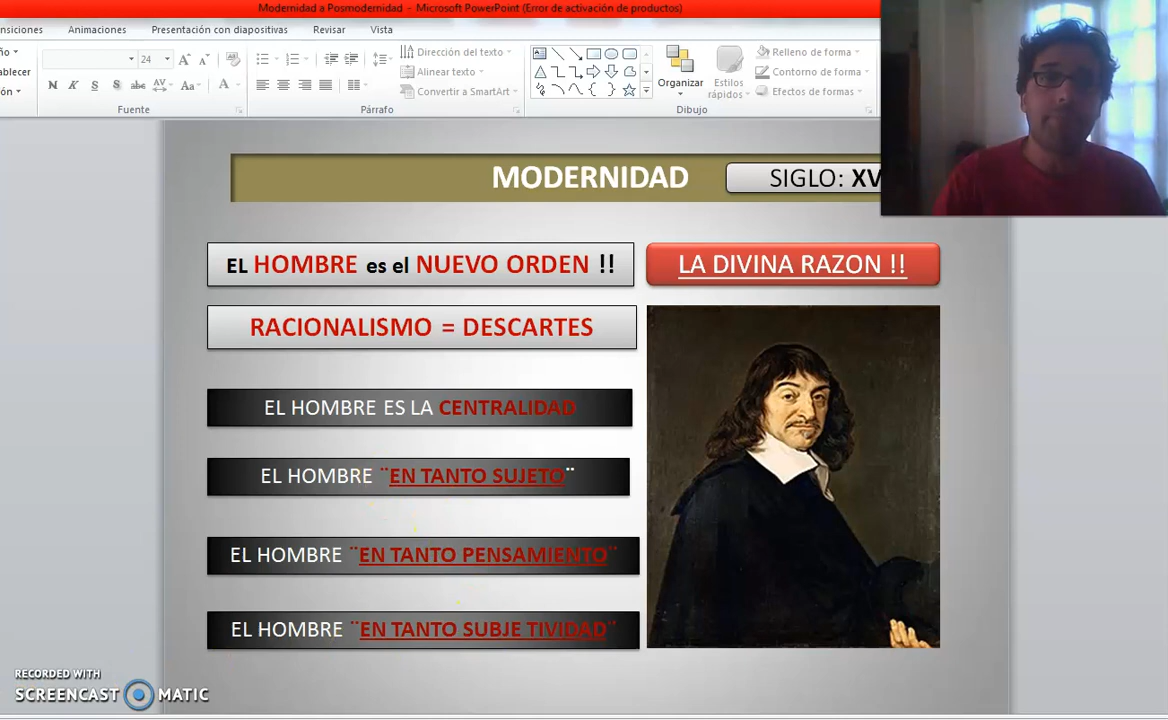 Modernidad a Posmodernidad - Microsoft PowerPoint (Error de activación de productos)
nsiciones Animaciones Presentación con diapositivas Revisar Vista
24
Dirección del texto
Alinear texto
Convertir a SmartArt
N K S S abc AV Aa A
Organizar
Estilos rápidos
Relleno de forma
Contorno de forma
Efectos de formas
Fuente Párrafo Dibujo
MODERNIDAD
SIGLO: XV
EL HOMBRE es el NUEVO ORDEN !!
LA DIVINA RAZON !!
RACIONALISMO = DESCARTES
EL HOMBRE ES LA CENTRALIDAD
EL HOMBRE ¨EN TANTO SUJETO¨
EL HOMBRE ¨EN TANTO PENSAMIENTO¨
EL HOMBRE ¨EN TANTO SUBJE TIVIDAD¨
RECORDED WITH
SCREENCAST MATIC